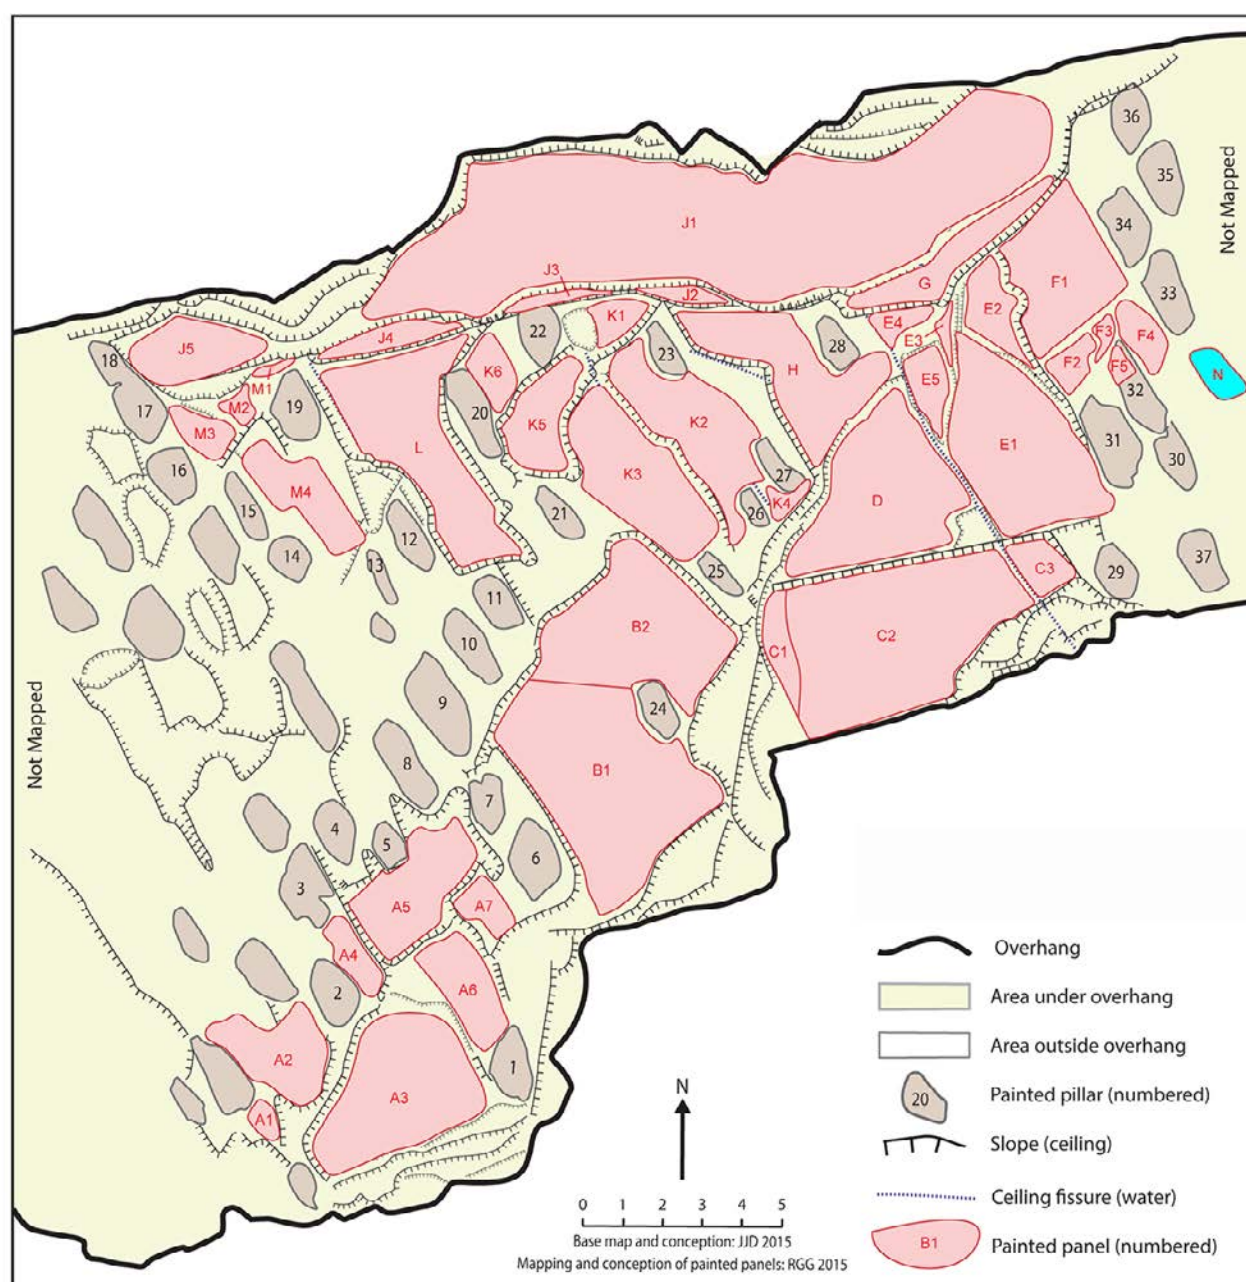 36
35
Not Mapped
34
J1
33
J3
G
F1
J2
E2
22
K1
E4
F3
F4
J4
23
28
E3
J5
18
H
F2
F5
N
M1
K6
E5
32
19
M2
17
20
M3
L
K5
K2
31
E1
30
16
27
K3
M4
K4
D
15
21
26
12
14
13
25
C3
29
37
11
B2
10
C1
C2
9
24
Not Mapped
8
B1
7
4
5
6
3
A5
A7
A4
2
A6
A2
1
A3
A1
N
0 1 2 3 4 5
Base map and conception: JJD 2015
Mapping and conception of painted panels: RGG 2015
Overhang
Area under overhang
Area outside overhang
20 Painted pillar (numbered)
Slope (ceiling)
Ceiling fissure (water)
B1 Painted panel (numbered)